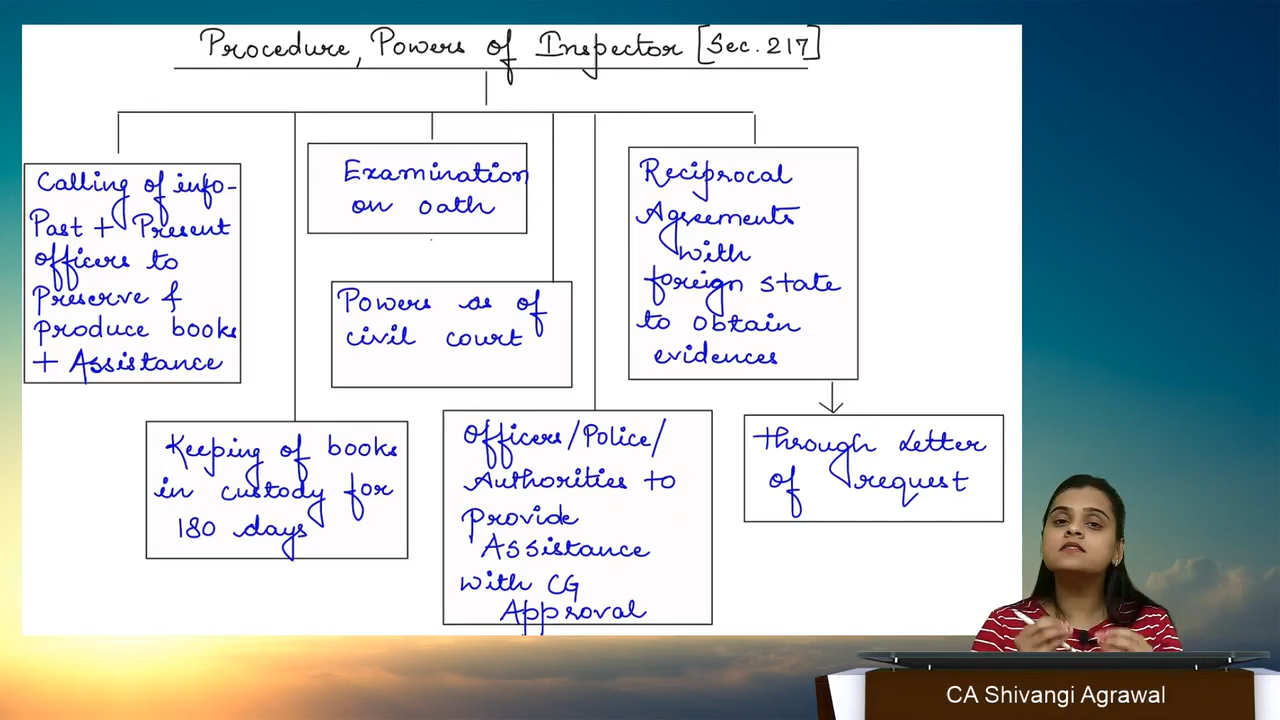 Procedure, Powers of Inspector [Sec. 217]
Calling of info-
Past + Present
officers to
preserve &
produce books
+ Assistance
Keeping of books
in custody for
180 days
Examination
on oath
Powers as of
civil court
Officers/Police/
Authorities to
provide
Assistance
with CG
Approval
Reciprocal
Agreements
with
foreign state
to obtain
evidences
through Letter
of request
CA Shivangi Agrawal